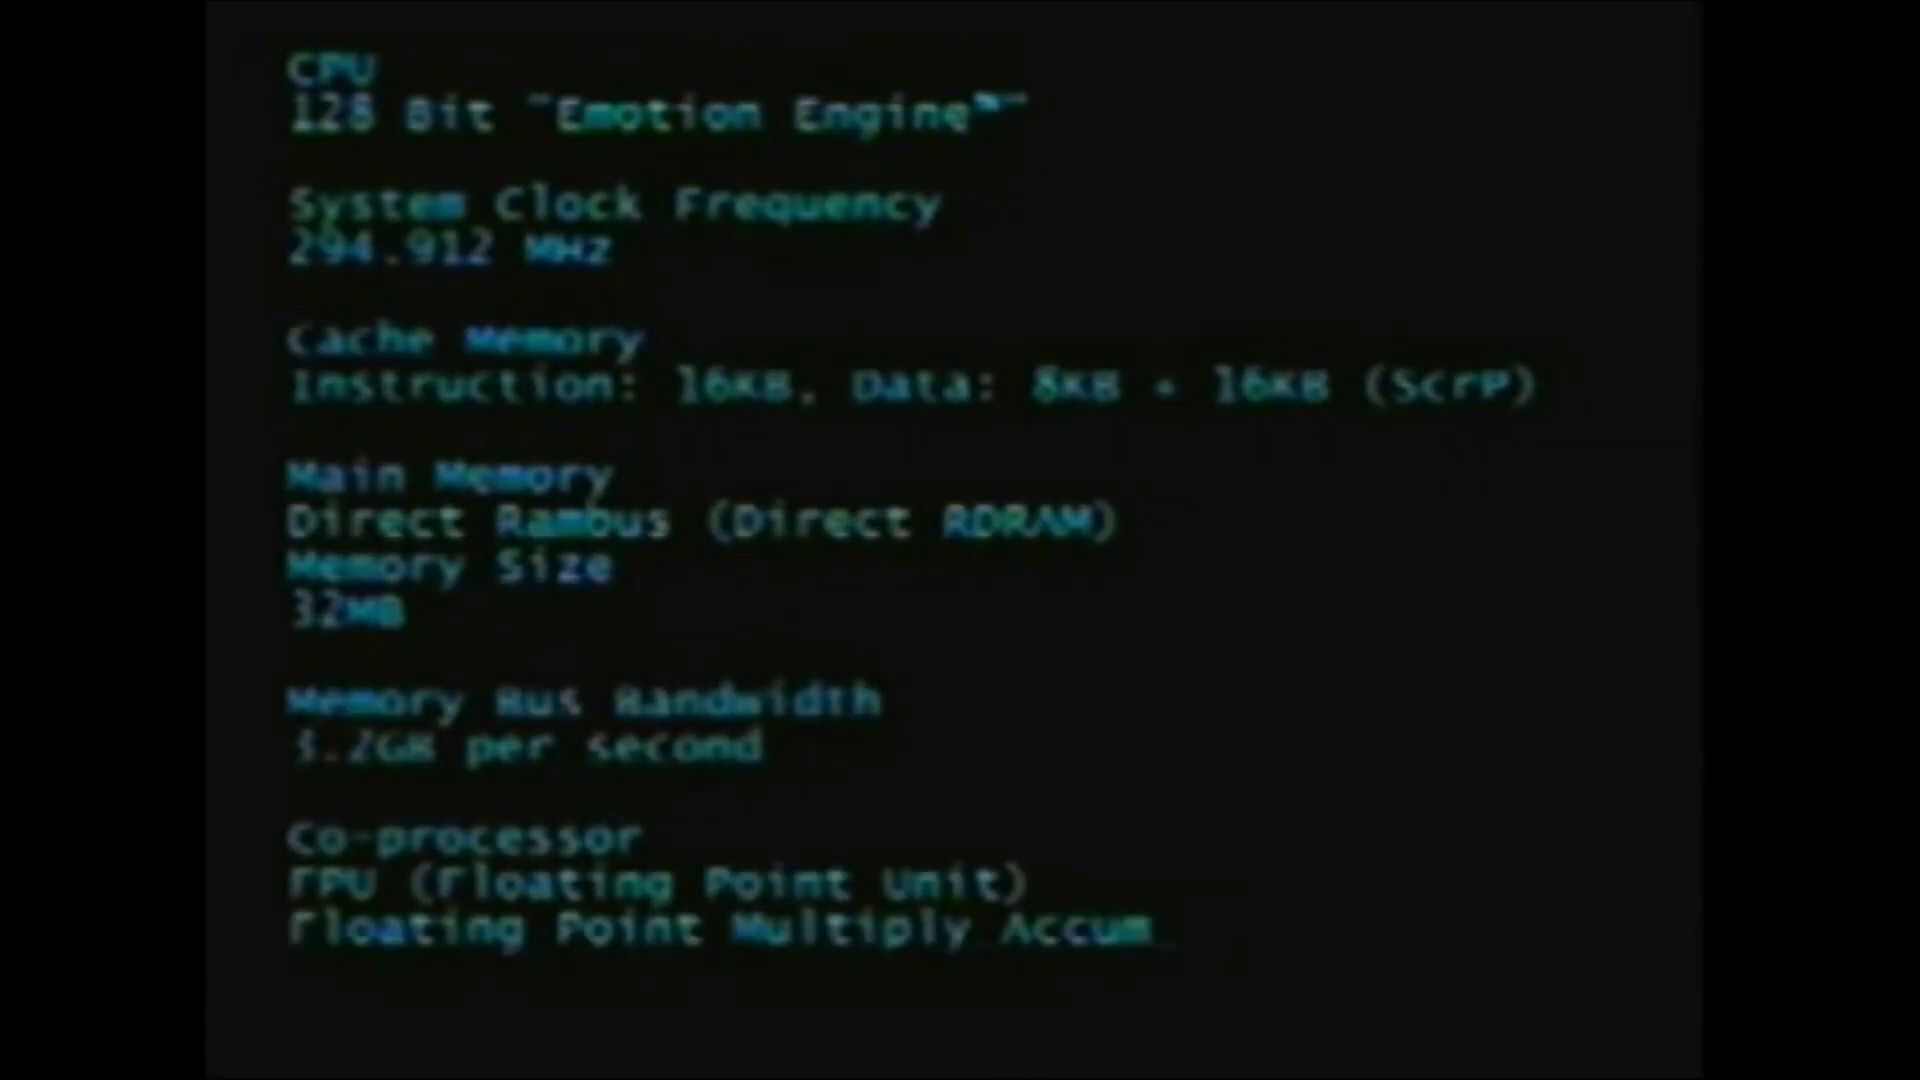 CPU
128 Bit "Emotion Engine™"
System Clock Frequency
294.912 MHz
Cache Memory
Instruction: 16KB, Data: 8KB + 16KB (ScrP)
Main Memory
Direct Rambus (Direct RDRAM)
Memory Size
32MB
Memory Bus Bandwidth
3.2GB per second
Co-processor
FPU (Floating Point Unit)
Floating Point Multiply Accum